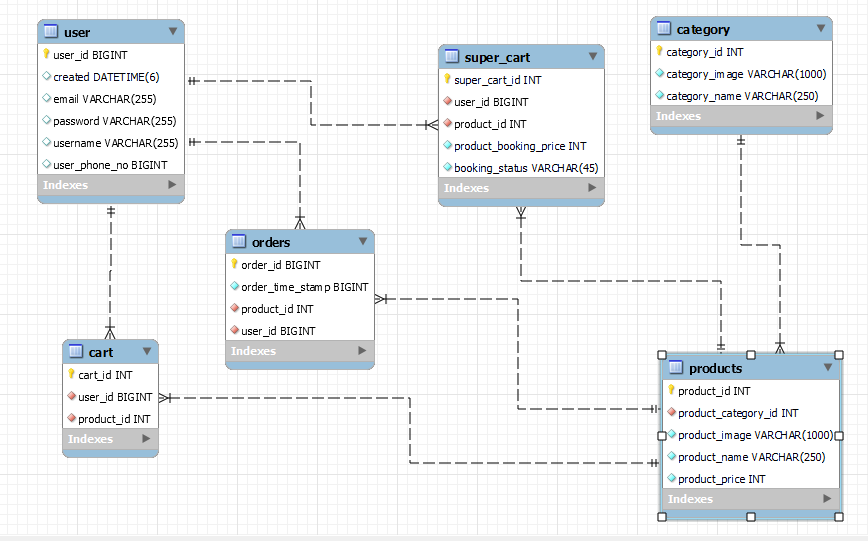 user
user_id BIGINT
created DATETIME(6)
email VARCHAR(255)
password VARCHAR(255)
username VARCHAR(255)
user_phone_no BIGINT
Indexes
super_cart
super_cart_id INT
user_id BIGINT
product_id INT
product_booking_price INT
booking_status VARCHAR(45)
Indexes
category
category_id INT
category_image VARCHAR(1000)
category_name VARCHAR(250)
Indexes
orders
order_id BIGINT
order_time_stamp BIGINT
product_id INT
user_id BIGINT
Indexes
cart
cart_id INT
user_id BIGINT
product_id INT
Indexes
products
product_id INT
product_category_id INT
product_image VARCHAR(1000)
product_name VARCHAR(250)
product_price INT
Indexes